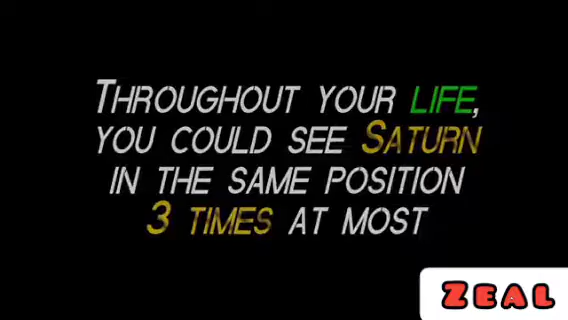 Throughout your life,
you could see Saturn
in the same position
3 times at most
Zeal